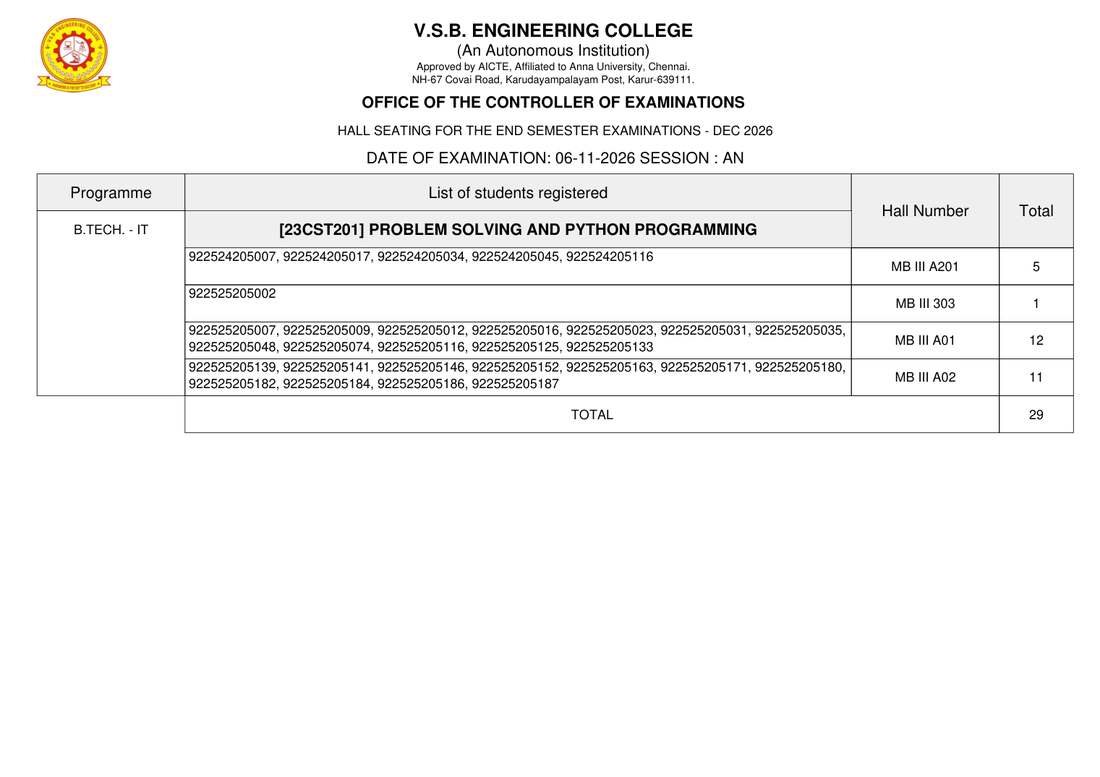 V.S.B. ENGINEERING COLLEGE
(An Autonomous Institution)
Approved by AICTE, Affiliated to Anna University, Chennai.
NH-67 Covai Road, Karudayampalayam Post, Karur-639111.
OFFICE OF THE CONTROLLER OF EXAMINATIONS
HALL SEATING FOR THE END SEMESTER EXAMINATIONS - DEC 2026
DATE OF EXAMINATION: 06-11-2026 SESSION : AN
Programme List of students registered Hall Number Total
B.TECH. - IT [23CST201] PROBLEM SOLVING AND PYTHON PROGRAMMING
922524205007, 922524205017, 922524205034, 922524205045, 922524205116 MB III A201 5
922525205002 MB III 303 1
922525205007, 922525205009, 922525205012, 922525205016, 922525205023, 922525205031, 922525205035,
922525205048, 922525205074, 922525205116, 922525205125, 922525205133 MB III A01 12
922525205139, 922525205141, 922525205146, 922525205152, 922525205163, 922525205171, 922525205180,
922525205182, 922525205184, 922525205186, 922525205187 MB III A02 11
TOTAL 29